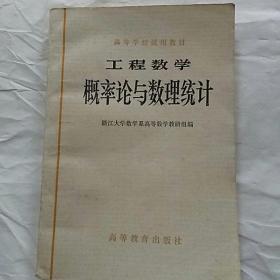 高等学校试用教材
工程数学
概率论与数理统计
浙江大学数学系高等数学教研组编
高等教育出版社